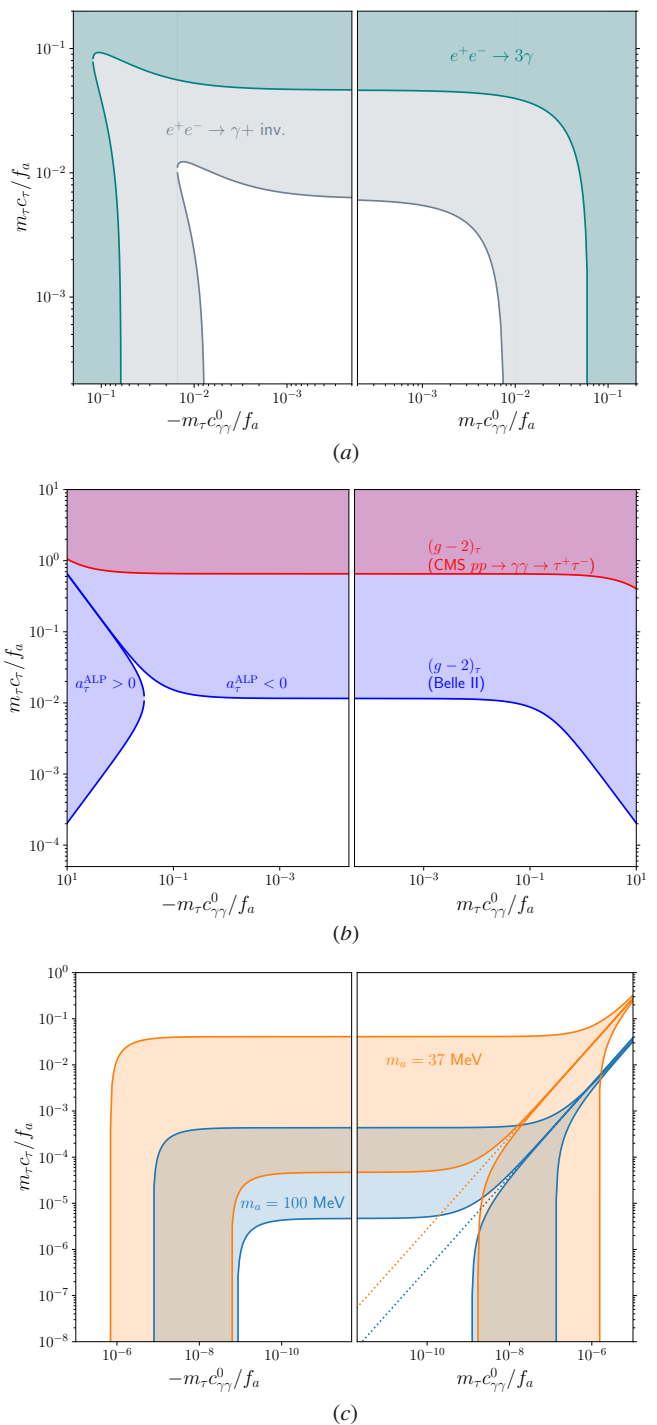 10⁻¹
10⁻²
10⁻³
m_τ c_τ/f_a
e⁺e⁻ → 3γ
e⁺e⁻ → γ+ inv.
10⁻¹ 10⁻² 10⁻³ 10⁻³ 10⁻² 10⁻¹
−m_τ c⁰_γγ/f_a m_τ c⁰_γγ/f_a
(a)
10¹
10⁰
10⁻¹
10⁻²
10⁻³
10⁻⁴
m_τ c_τ/f_a
(g − 2)_τ
(CMS pp → γγ → τ⁺τ⁻)
(g − 2)_τ
(Belle II)
a_τ^ALP > 0 a_τ^ALP < 0
10¹ 10⁻¹ 10⁻³ 10⁻³ 10⁻¹ 10¹
−m_τ c⁰_γγ/f_a m_τ c⁰_γγ/f_a
(b)
10⁰
10⁻¹
10⁻²
10⁻³
10⁻⁴
10⁻⁵
10⁻⁶
10⁻⁷
10⁻⁸
m_τ c_τ/f_a
m_a = 37 MeV
m_a = 100 MeV
10⁻⁶ 10⁻⁸ 10⁻¹⁰ 10⁻¹⁰ 10⁻⁸ 10⁻⁶
−m_τ c⁰_γγ/f_a m_τ c⁰_γγ/f_a
(c)